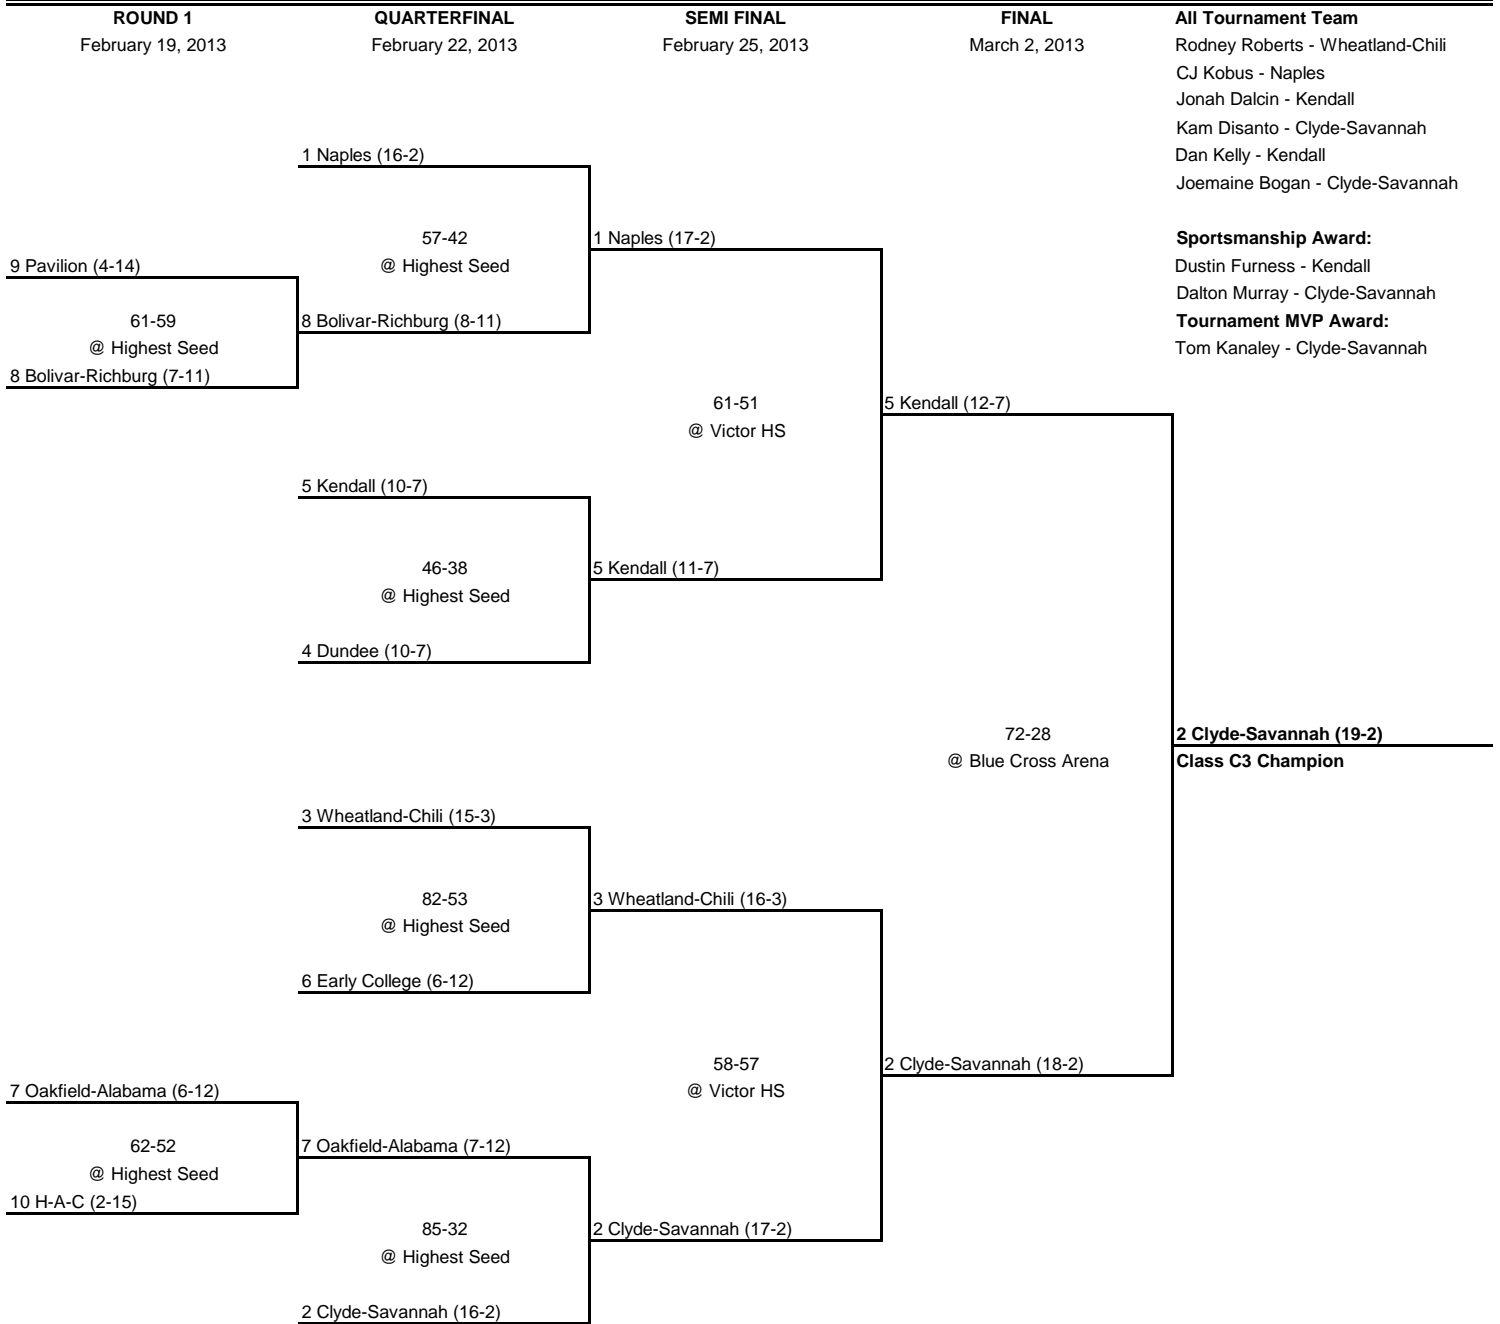 ROUND 1
February 19, 2013
QUARTERFINAL
February 22, 2013
SEMI FINAL
February 25, 2013
FINAL
March 2, 2013
All Tournament Team
Rodney Roberts - Wheatland-Chili
CJ Kobus - Naples
Jonah Dalcin - Kendall
Kam Disanto - Clyde-Savannah
Dan Kelly - Kendall
Joemaine Bogan - Clyde-Savannah
Sportsmanship Award:
Dustin Furness - Kendall
Dalton Murray - Clyde-Savannah
Tournament MVP Award:
Tom Kanaley - Clyde-Savannah
9 Pavilion (4-14)
61-59
@ Highest Seed
8 Bolivar-Richburg (7-11)
7 Oakfield-Alabama (6-12)
62-52
@ Highest Seed
10 H-A-C (2-15)
1 Naples (16-2)
57-42
@ Highest Seed
8 Bolivar-Richburg (8-11)
5 Kendall (10-7)
46-38
@ Highest Seed
4 Dundee (10-7)
3 Wheatland-Chili (15-3)
82-53
@ Highest Seed
6 Early College (6-12)
7 Oakfield-Alabama (7-12)
85-32
@ Highest Seed
2 Clyde-Savannah (16-2)
1 Naples (17-2)
61-51
@ Victor HS
5 Kendall (11-7)
3 Wheatland-Chili (16-3)
58-57
@ Victor HS
2 Clyde-Savannah (17-2)
5 Kendall (12-7)
72-28
@ Blue Cross Arena
2 Clyde-Savannah (18-2)
2 Clyde-Savannah (19-2)
Class C3 Champion